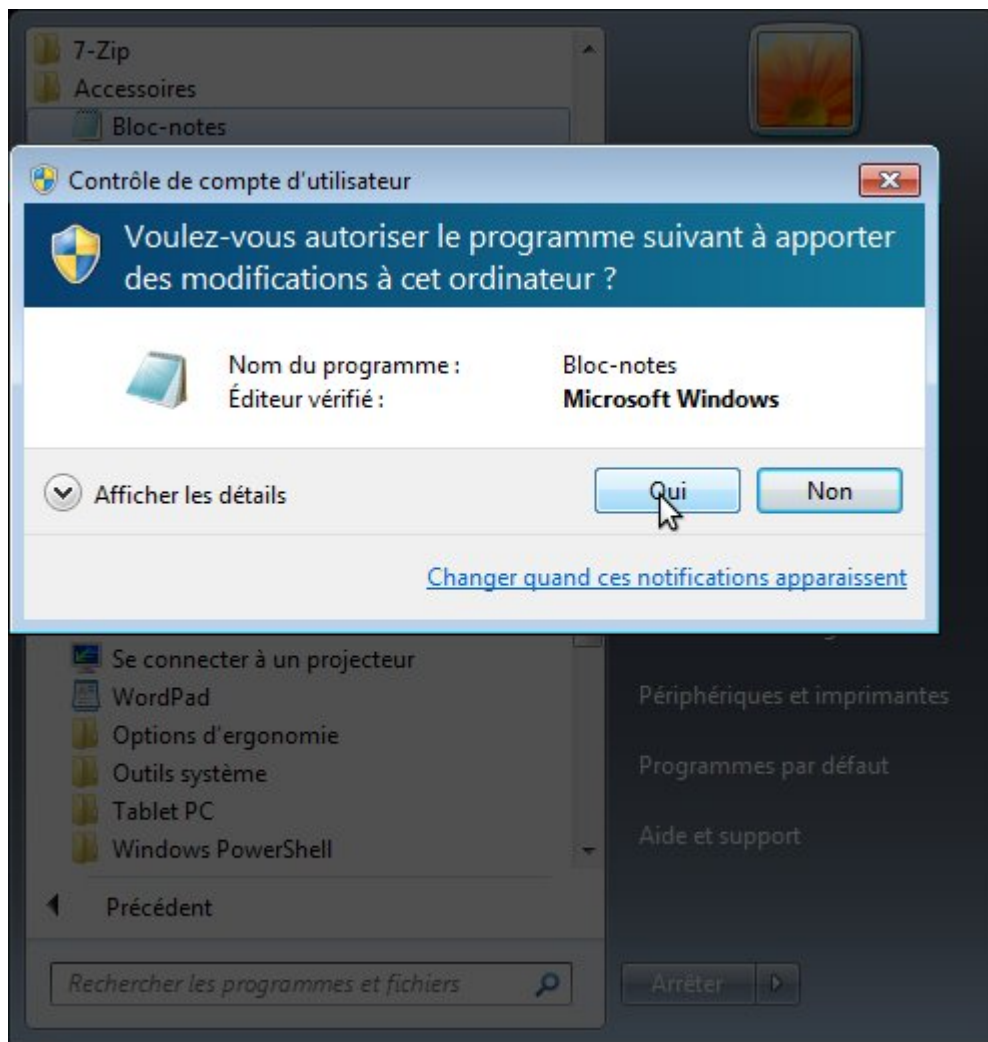 7-Zip
Accessoires
Bloc-notes
Contrôle de compte d'utilisateur
Voulez-vous autoriser le programme suivant à apporter
des modifications à cet ordinateur ?
Nom du programme : Bloc-notes
Éditeur vérifié : Microsoft Windows
Afficher les détails
Oui
Non
Changer quand ces notifications apparaissent
Se connecter à un projecteur
WordPad
Options d'ergonomie
Outils système
Tablet PC
Windows PowerShell
Précédent
Rechercher les programmes et fichiers
Périphériques et imprimantes
Programmes par défaut
Aide et support
Arrêter